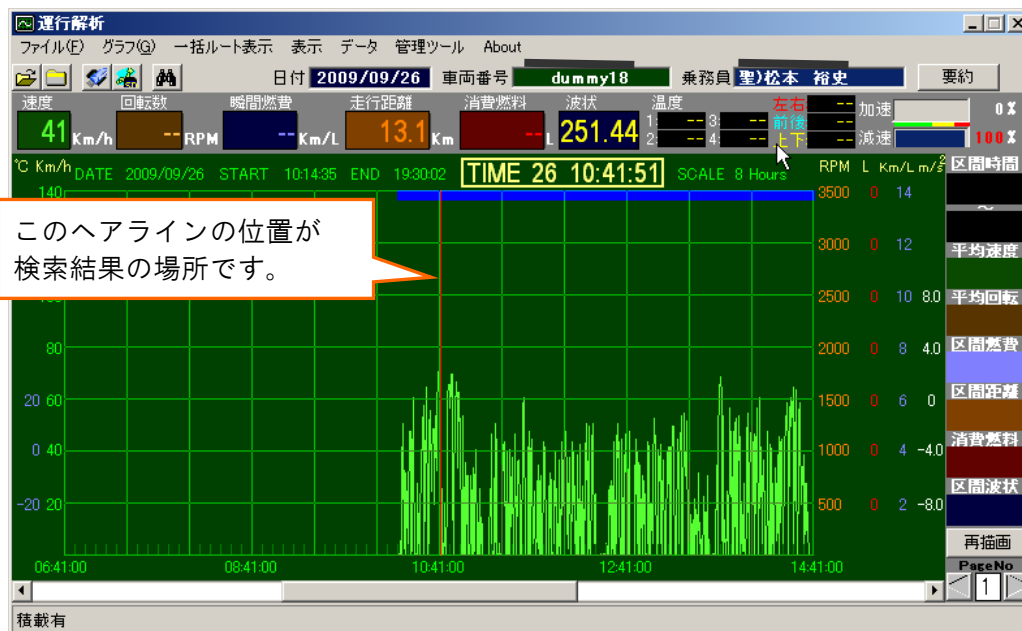 運行解析
ファイル(F) グラフ(G) 一括ルート表示 表示 データ 管理ツール About
日付 2009/09/26 車両番号 dummy18 乗務員 聖)松本 裕史 要約
速度 回転数 瞬間燃費 走行距離 消費燃料 波状 温度 左右 -- 加速 0 %
41 Km/h -- RPM -- Km/L 13.1 Km -- L 251.44 1: -- 3: -- 前後 --
2: -- 4: -- 上下 -- 減速 100 %
℃ Km/h DATE 2009/09/26 START 10:14:35 END 19:30:02 TIME 26 10:41:51 SCALE 8 Hours RPM L Km/L m/s² 区間時間
140 3500 0 14
～
このヘアラインの位置が
検索結果の場所です。
3000 0 12 平均速度
2500 0 10 8.0 平均回転
80 2000 0 8 4.0 区間燃費
20 60 1500 0 6 0 区間距離
0 40 1000 0 4 -4.0 消費燃料
-20 20 500 0 2 -8.0 区間波状
再描画
06:41:00 08:41:00 10:41:00 12:41:00 14:41:00 PageNo
1
積載有